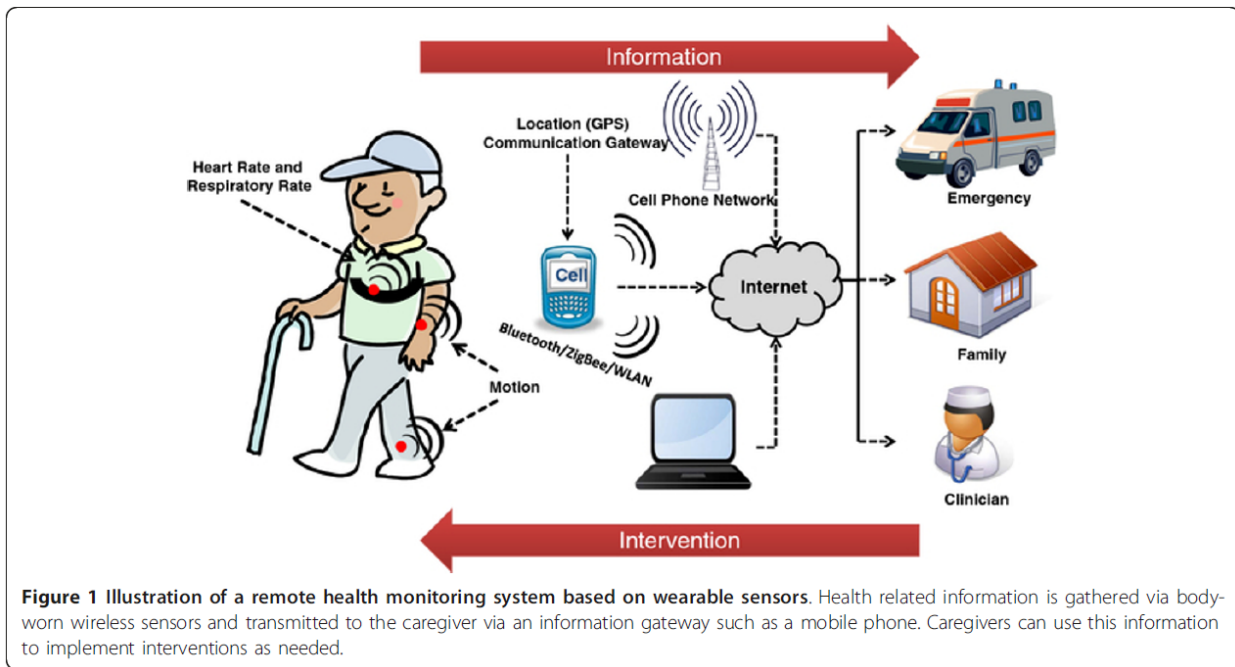 Information
Location (GPS)
Communication Gateway
Heart Rate and
Respiratory Rate
Cell Phone Network
Emergency
Cell
Internet
Bluetooth/ZigBee/WLAN
Family
Motion
Clinician
Intervention
Figure 1 Illustration of a remote health monitoring system based on wearable sensors. Health related information is gathered via body-
worn wireless sensors and transmitted to the caregiver via an information gateway such as a mobile phone. Caregivers can use this information
to implement interventions as needed.